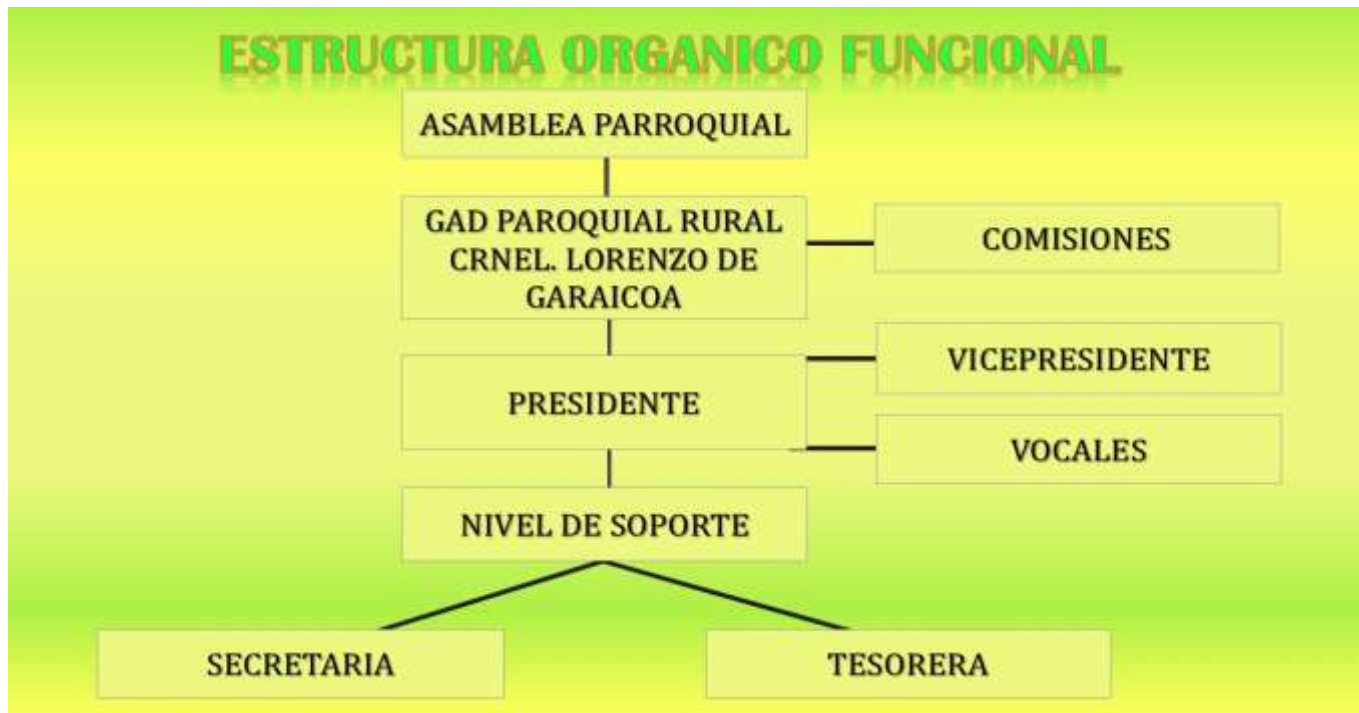 ESTRUCTURA ORGANICO FUNCIONAL
ASAMBLEA PARROQUIAL
GAD PAROQUIAL RURAL
CRNEL. LORENZO DE
GARAICOA
COMISIONES
PRESIDENTE
VICEPRESIDENTE
VOCALES
NIVEL DE SOPORTE
SECRETARIA
TESORERA